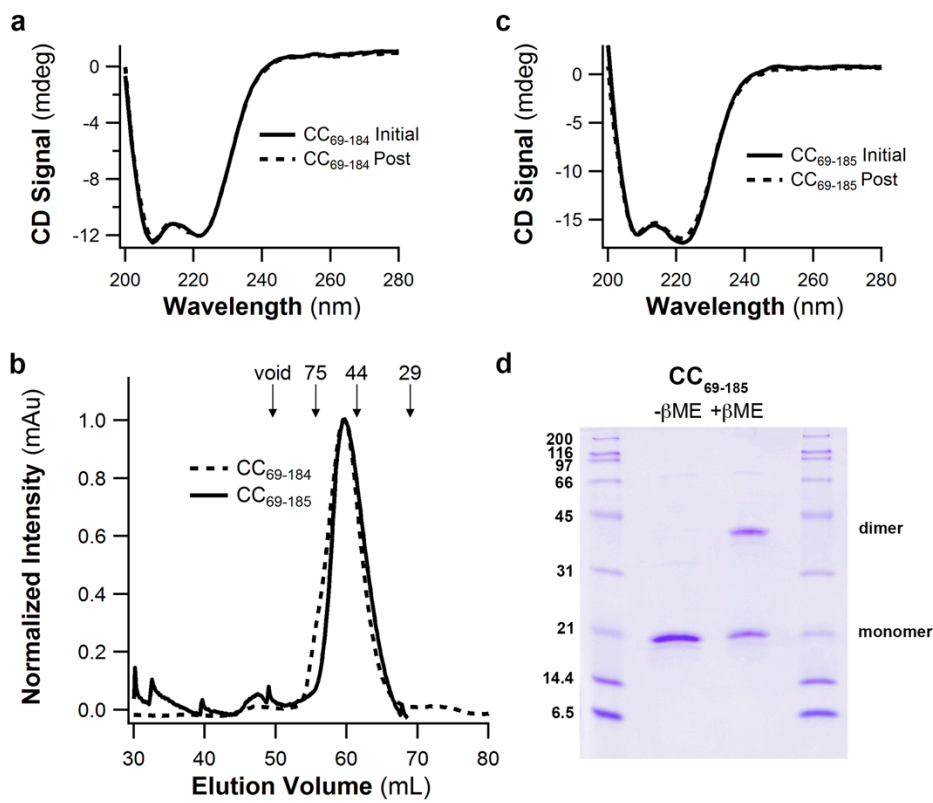 a
CD Signal (mdeg)
0
-4
-8
-12
CC69-184 Initial
CC69-184 Post
200 220 240 260 280
Wavelength (nm)
c
CD Signal (mdeg)
0
-5
-10
-15
CC69-185 Initial
CC69-185 Post
200 220 240 260 280
Wavelength (nm)
b
void 75 44 29
Normalized Intensity (mAu)
1.0
0.8
0.6
0.4
0.2
0.0
CC69-184
CC69-185
30 40 50 60 70 80
Elution Volume (mL)
d
CC69-185
-βME +βME
200
116
97
66
45
31
21
14.4
6.5
dimer
monomer